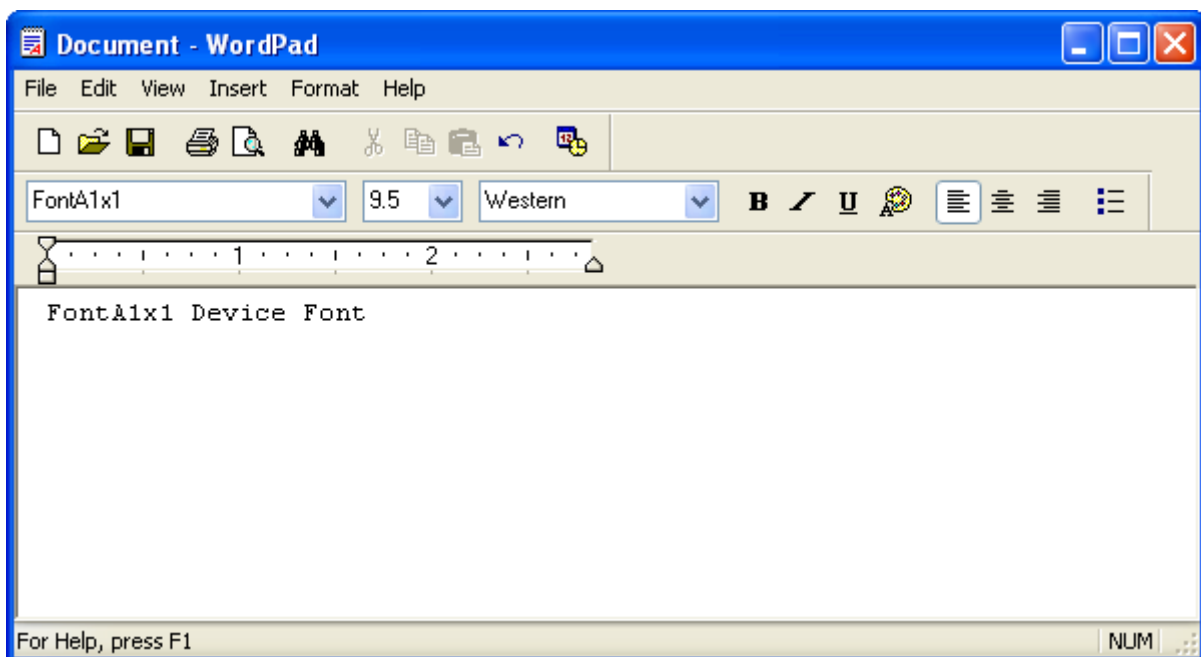 Document - WordPad
File Edit View Insert Format Help
FontA1x1 9.5 Western B U
1 2
FontA1x1 Device Font
For Help, press F1 NUM